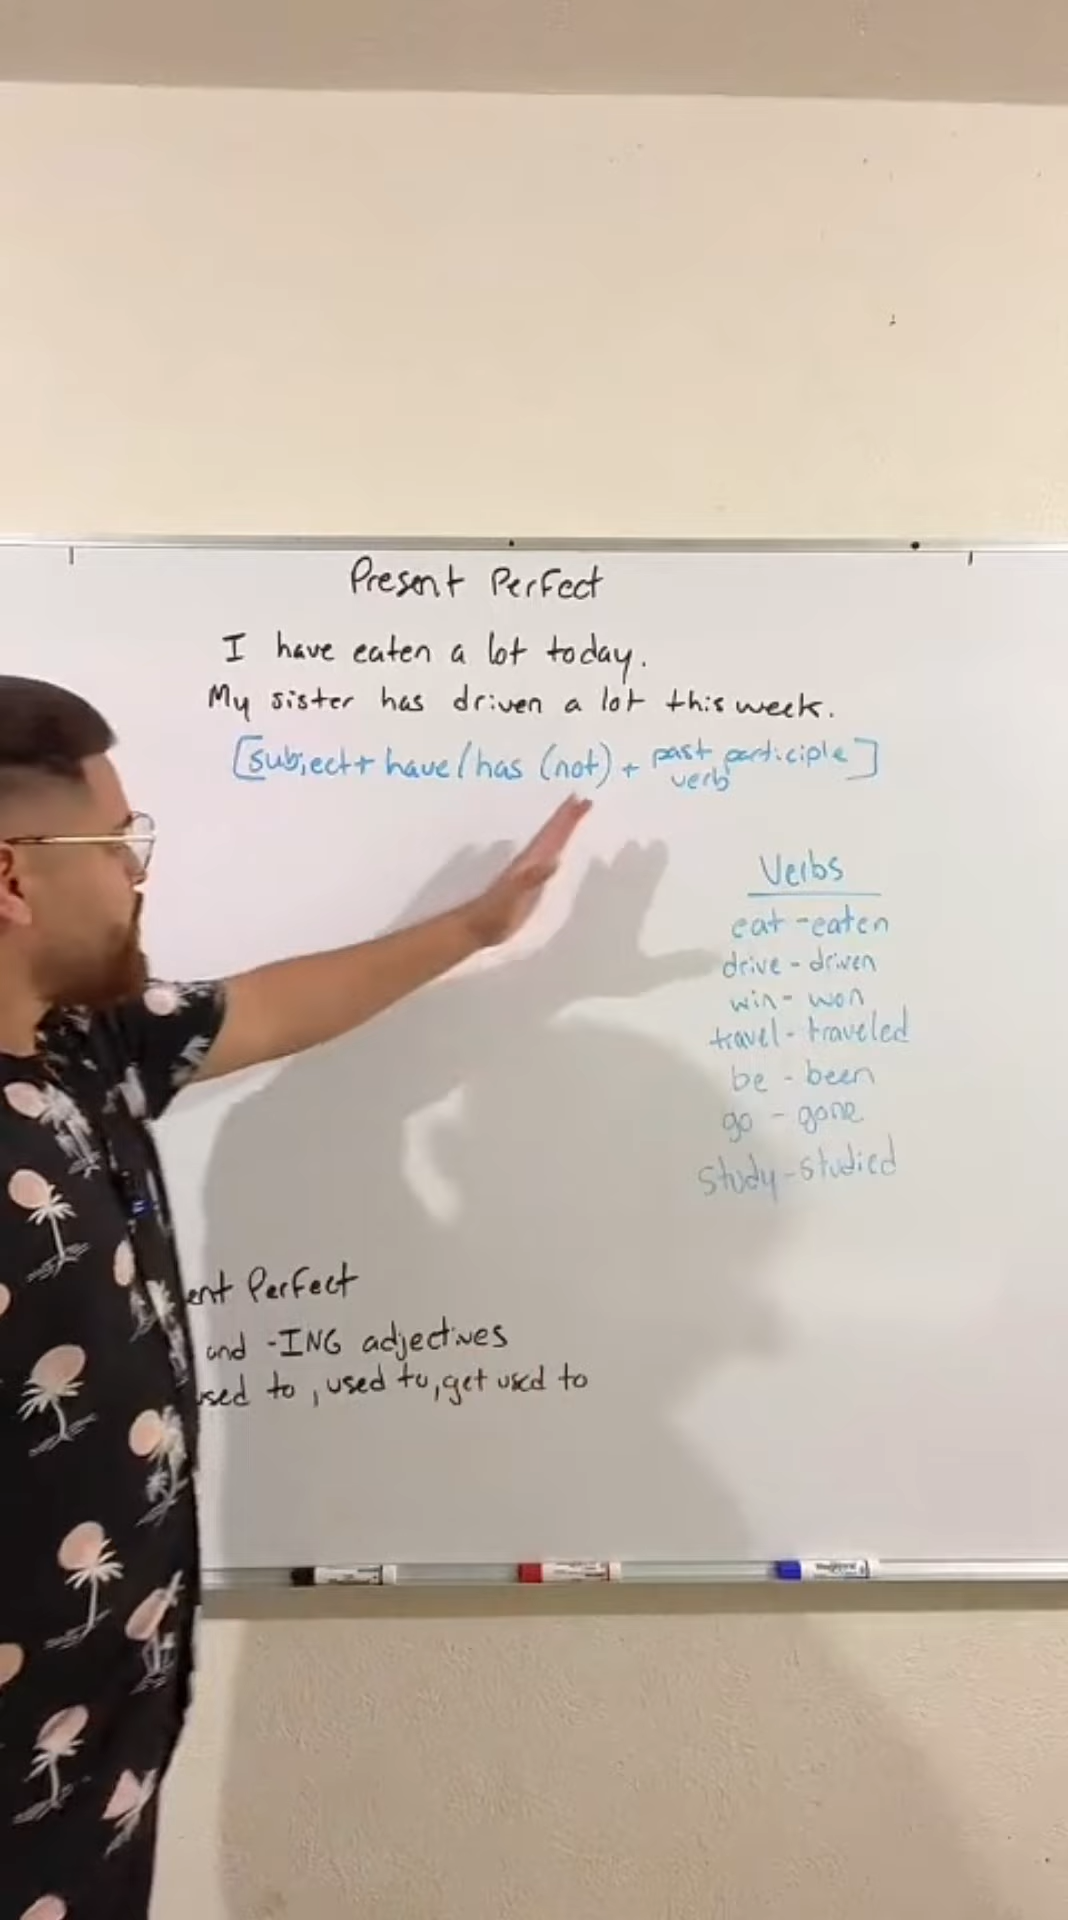 Present Perfect
I have eaten a lot today.
My sister has driven a lot this week.
[subject + have/has (not) + past participle]
verb
Verbs
eat - eaten
drive - driven
win - won
travel - traveled
be - been
go - gone
study - studied
ent Perfect
and -ING adjectives
used to, used to, get used to